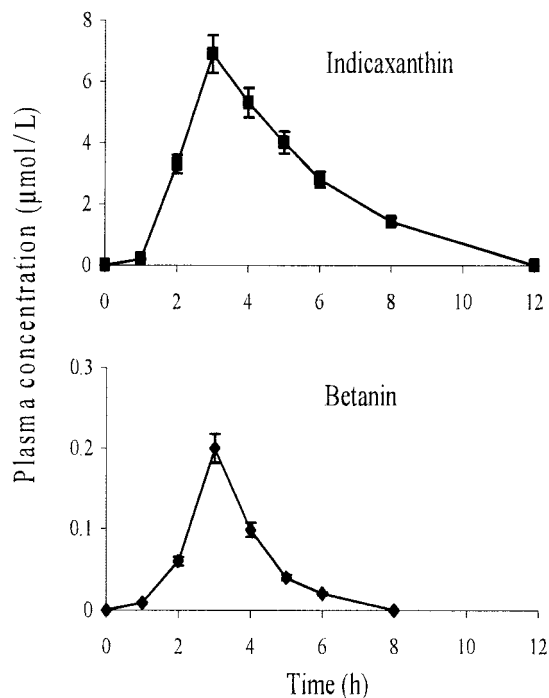 Plasma concentration (µmol/L)
8
Indicaxanthin
6
4
2
0
0 2 4 6 8 10 12
0.3
Betanin
0.2
0.1
0
0 2 4 6 8 10 12
Time (h)